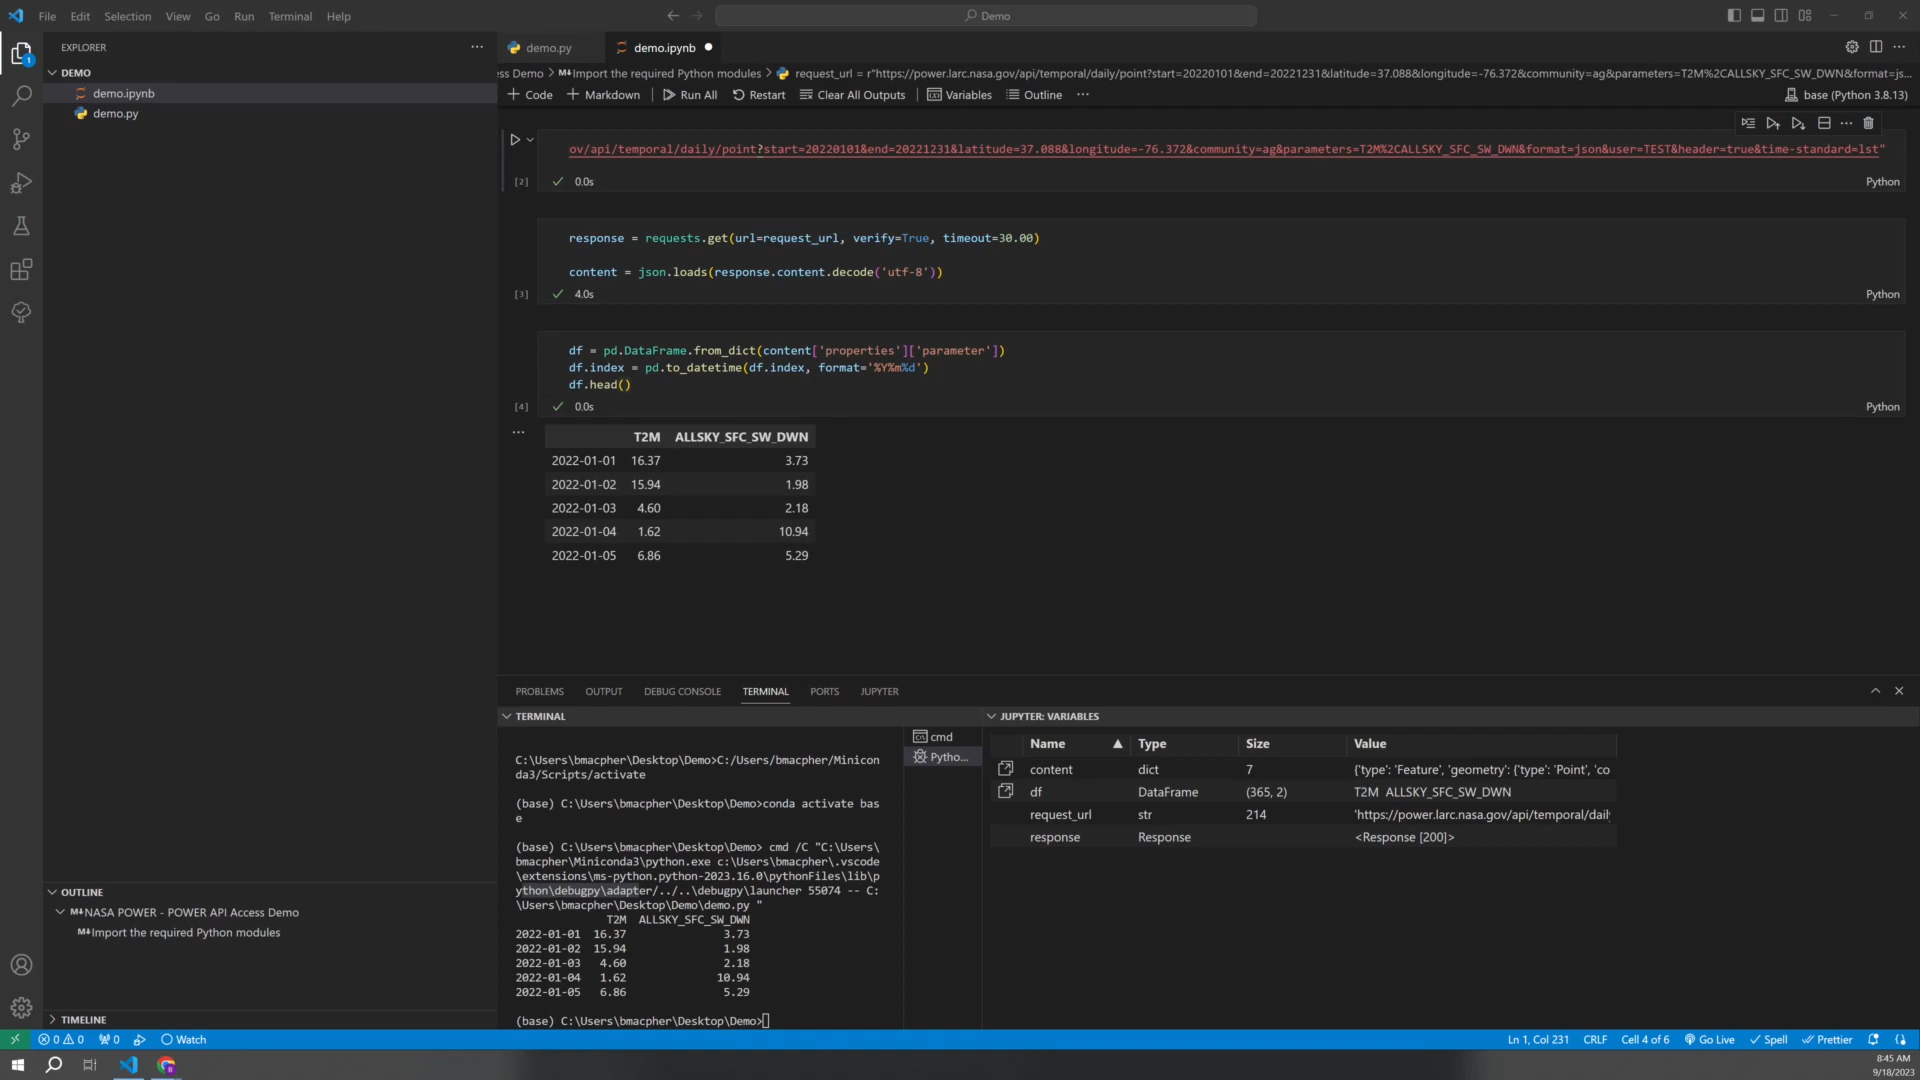 File Edit Selection View Go Run Terminal Help
Demo
EXPLORER
DEMO
demo.ipynb
demo.py
OUTLINE
M↓NASA POWER - POWER API Access Demo
M↓Import the required Python modules
TIMELINE
demo.py
demo.ipynb
ss Demo > M↓Import the required Python modules > request_url = r"https://power.larc.nasa.gov/api/temporal/daily/point?start=20220101&end=20221231&latitude=37.088&longitude=-76.372&community=ag&parameters=T2M%2CALLSKY_SFC_SW_DWN&format=js...
+ Code + Markdown Run All Restart Clear All Outputs Variables Outline ...
base (Python 3.8.13)
ov/api/temporal/daily/point?start=20220101&end=20221231&latitude=37.088&longitude=-76.372&community=ag&parameters=T2M%2CALLSKY_SFC_SW_DWN&format=json&user=TEST&header=true&time-standard=lst"
[2] 0.0s Python
response = requests.get(url=request_url, verify=True, timeout=30.00)
content = json.loads(response.content.decode('utf-8'))
[3] 4.0s Python
df = pd.DataFrame.from_dict(content['properties']['parameter'])
df.index = pd.to_datetime(df.index, format='%Y%m%d')
df.head()
[4] 0.0s Python
T2M ALLSKY_SFC_SW_DWN
2022-01-01 16.37 3.73
2022-01-02 15.94 1.98
2022-01-03 4.60 2.18
2022-01-04 1.62 10.94
2022-01-05 6.86 5.29
PROBLEMS OUTPUT DEBUG CONSOLE TERMINAL PORTS JUPYTER
TERMINAL
C:\Users\bmacpher\Desktop\Demo>C:/Users/bmacpher/Minicon
da3/Scripts/activate
(base) C:\Users\bmacpher\Desktop\Demo>conda activate bas
e
(base) C:\Users\bmacpher\Desktop\Demo> cmd /C "C:\Users\
bmacpher\Miniconda3\python.exe c:\Users\bmacpher\.vscode
\extensions\ms-python.python-2023.16.0\pythonFiles\lib\p
ython\debugpy\adapter/../..\debugpy\launcher 55074 -- C:
\Users\bmacpher\Desktop\Demo\demo.py "
T2M ALLSKY_SFC_SW_DWN
2022-01-01 16.37 3.73
2022-01-02 15.94 1.98
2022-01-03 4.60 2.18
2022-01-04 1.62 10.94
2022-01-05 6.86 5.29
(base) C:\Users\bmacpher\Desktop\Demo>
cmd
Pytho...
JUPYTER: VARIABLES
Name Type Size Value
content dict 7 {'type': 'Feature', 'geometry': {'type': 'Point', 'co
df DataFrame (365, 2) T2M ALLSKY_SFC_SW_DWN
request_url str 214 'https://power.larc.nasa.gov/api/temporal/dail
response Response <Response [200]>
0 0 0 Watch
Ln 1, Col 231 CRLF Cell 4 of 6 Go Live Spell Prettier
8:45 AM
9/18/2023